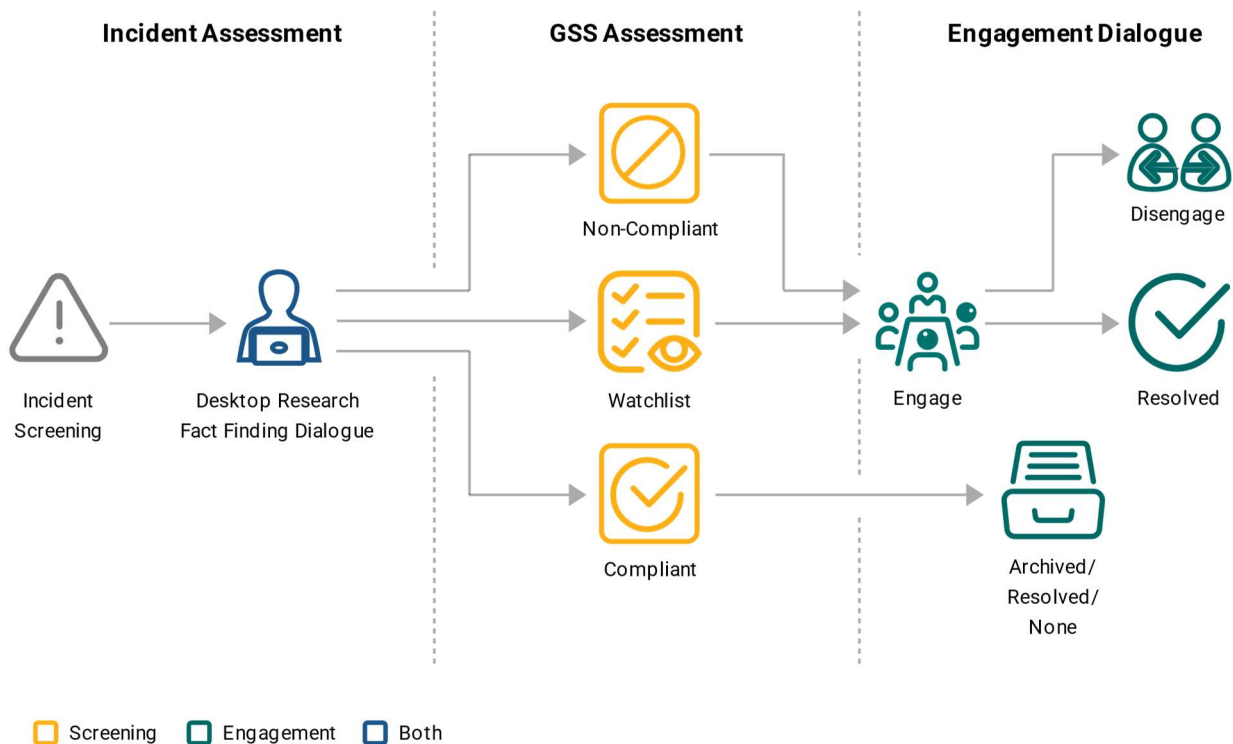 Incident Assessment
GSS Assessment
Engagement Dialogue
Non-Compliant
Disengage
Incident
Screening
Desktop Research
Fact Finding Dialogue
Watchlist
Engage
Resolved
Compliant
Archived/
Resolved/
None
Screening
Engagement
Both